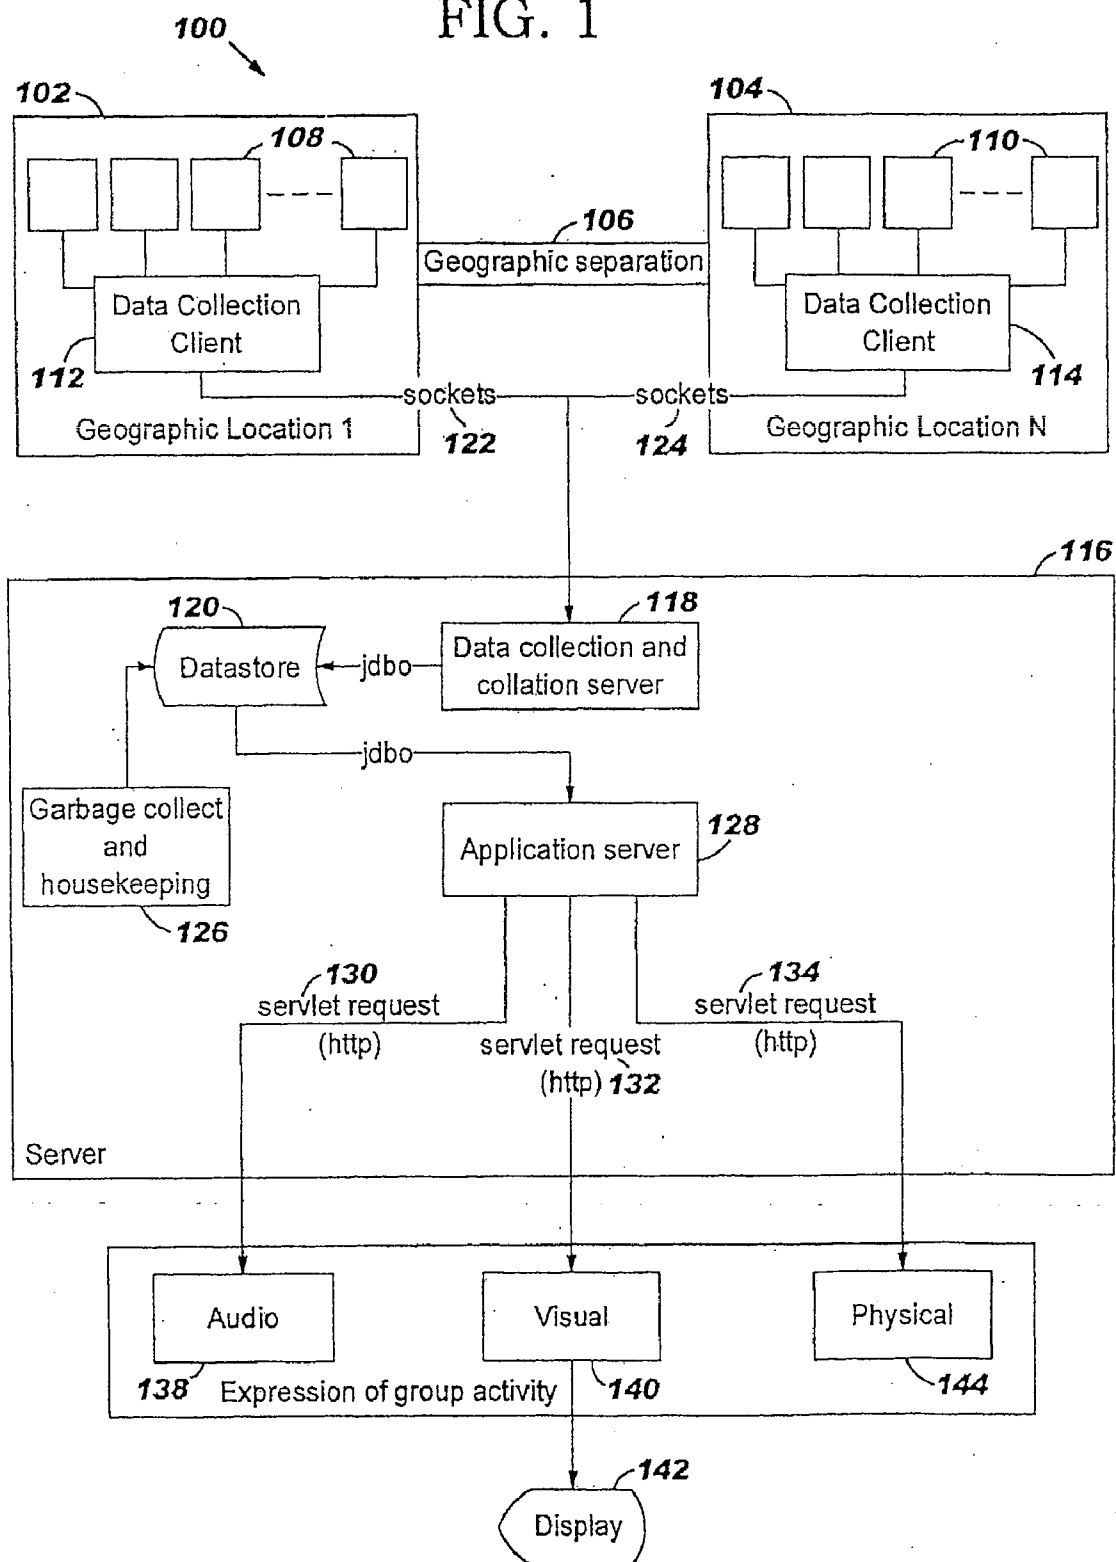 FIG. 1
100
102
104
108
110
106
Geographic separation
Data Collection
Client
112
Data Collection
Client
114
sockets
122
sockets
124
Geographic Location 1
Geographic Location N
116
120
118
Datastore
jdbo
Data collection and
collation server
jdbo
Garbage collect
and
housekeeping
126
Application server
128
130
servlet request
(http)
servlet request
(http) 132
134
servlet request
(http)
Server
Audio
Visual
Physical
138
140
144
Expression of group activity
142
Display